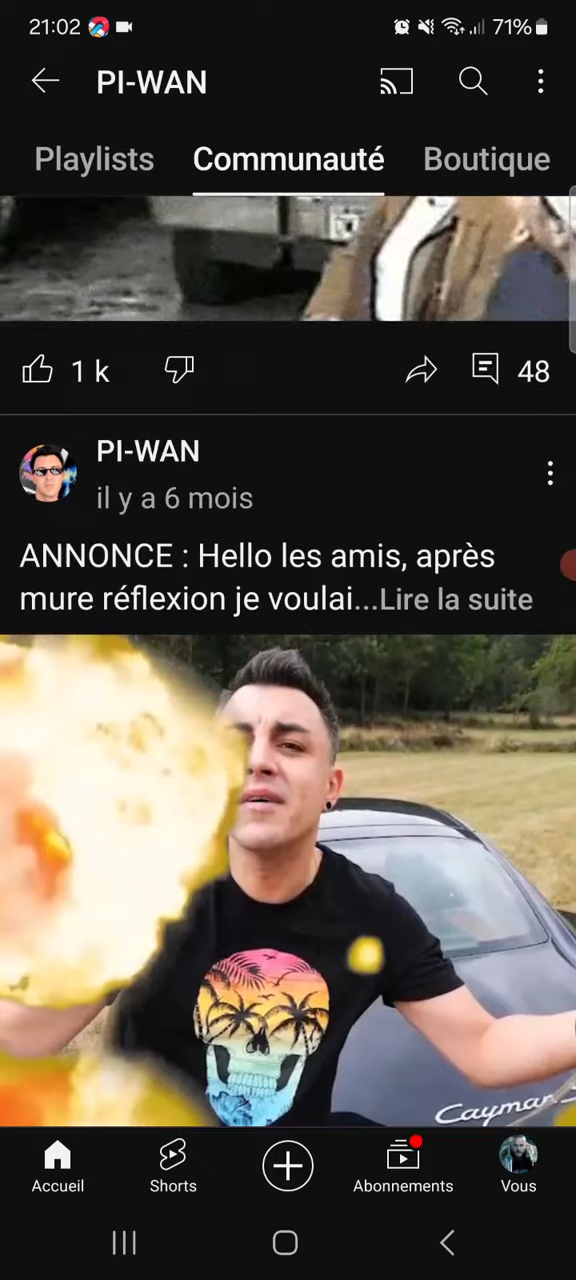 21:02
71%
PI-WAN
Playlists
Communauté
Boutique
1 k
48
PI-WAN
il y a 6 mois
ANNONCE : Hello les amis, après
mure réflexion je voulai...Lire la suite
Cayman
Accueil
Shorts
Abonnements
Vous